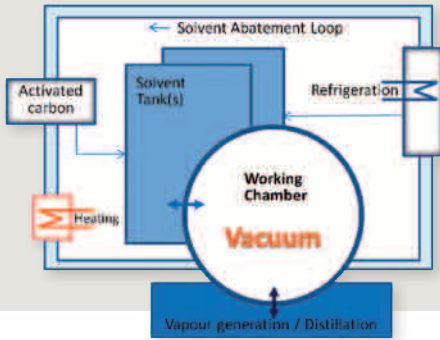 ← Solvent Abatement Loop
Solvent
Tank(s)
Activated
carbon
Refrigeration
Working
Chamber
Vacuum
Heating
Vapour generation / Distillation